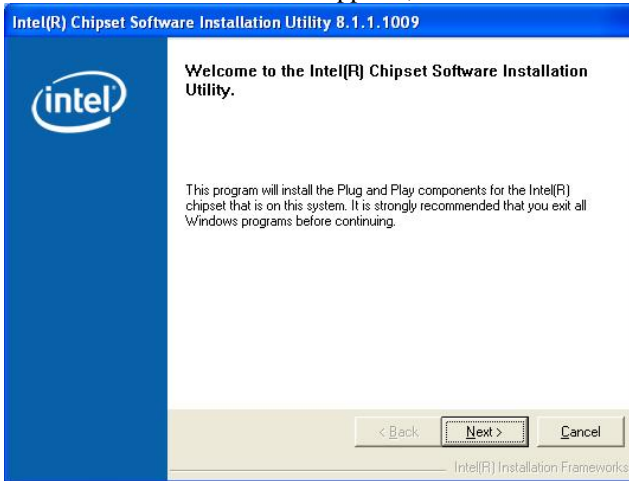 Intel(R) Chipset Software Installation Utility 8.1.1.1009
intel
Welcome to the Intel(R) Chipset Software Installation
Utility.
This program will install the Plug and Play components for the Intel(R)
chipset that is on this system. It is strongly recommended that you exit all
Windows programs before continuing.
< Back
Next >
Cancel
Intel(R) Installation Frameworks